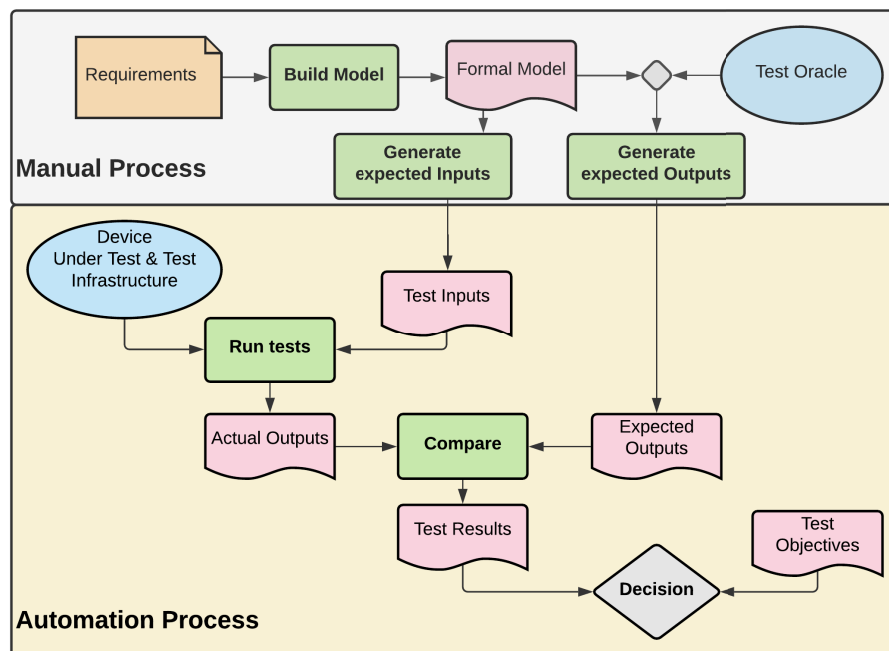 Requirements
Build Model
Formal Model
Test Oracle
Generate
expected Inputs
Generate
expected Outputs
Manual Process
Device
Under Test & Test
Infrastructure
Test Inputs
Run tests
Actual Outputs
Compare
Expected
Outputs
Test Results
Test
Objectives
Decision
Automation Process